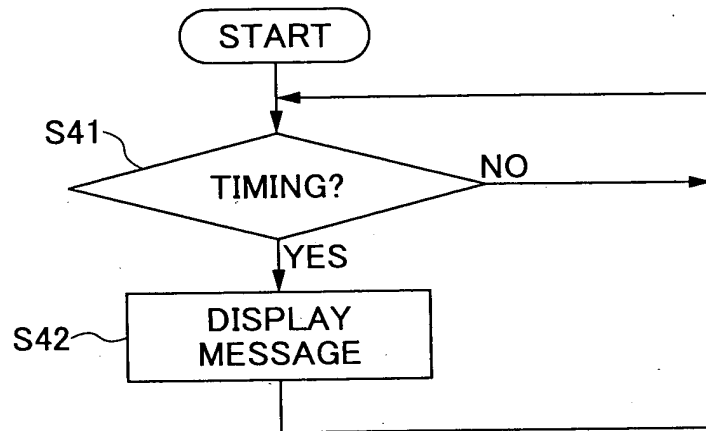 START
S41
TIMING?
NO
YES
S42
DISPLAY
MESSAGE